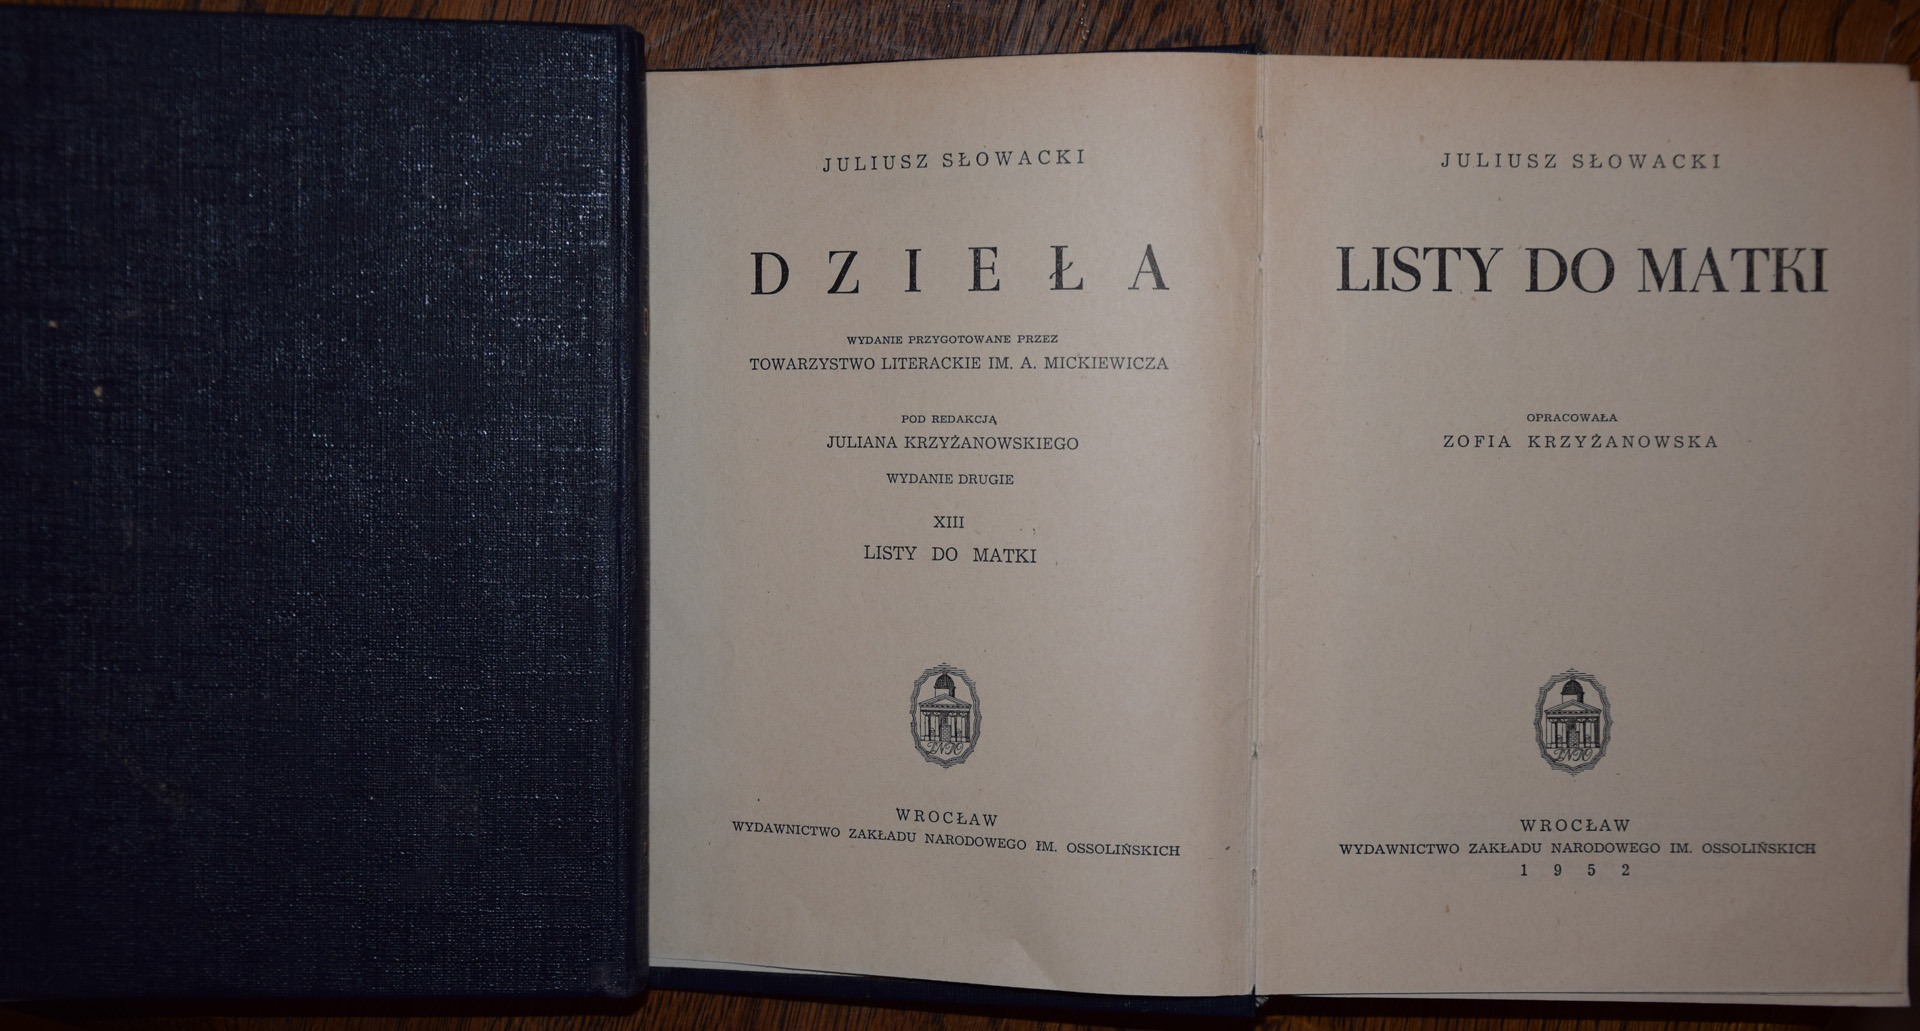 JULIUSZ SŁOWACKI
DZIEŁA
WYDANIE PRZYGOTOWANE PRZEZ
TOWARZYSTWO LITERACKIE IM. A. MICKIEWICZA
POD REDAKCJĄ
JULIANA KRZYŻANOWSKIEGO
WYDANIE DRUGIE
XIII
LISTY DO MATKI
ZNIO
WROCŁAW
WYDAWNICTWO ZAKŁADU NARODOWEGO IM. OSSOLIŃSKICH
JULIUSZ SŁOWACKI
LISTY DO MATKI
OPRACOWAŁA
ZOFIA KRZYŻANOWSKA
ZNIO
WROCŁAW
WYDAWNICTWO ZAKŁADU NARODOWEGO IM. OSSOLIŃSKICH
1952